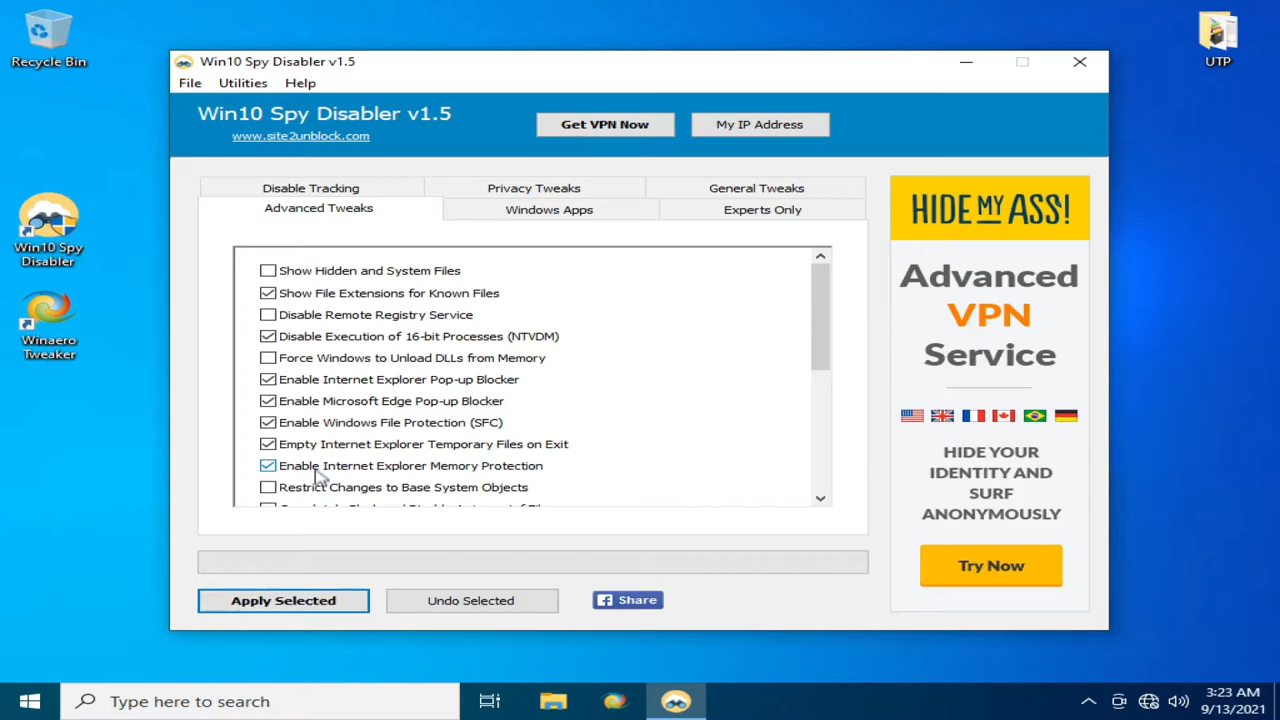 Recycle Bin
UTP
Win10 Spy Disabler v1.5
File Utilities Help
Win10 Spy Disabler v1.5
www.site2unblock.com
Get VPN Now
My IP Address
Disable Tracking
Privacy Tweaks
General Tweaks
Advanced Tweaks
Windows Apps
Experts Only
Show Hidden and System Files
Show File Extensions for Known Files
Disable Remote Registry Service
Disable Execution of 16-bit Processes (NTVDM)
Force Windows to Unload DLLs from Memory
Enable Internet Explorer Pop-up Blocker
Enable Microsoft Edge Pop-up Blocker
Enable Windows File Protection (SFC)
Empty Internet Explorer Temporary Files on Exit
Enable Internet Explorer Memory Protection
Restrict Changes to Base System Objects
Apply Selected
Undo Selected
f Share
HIDE MY ASS!
Advanced
VPN
Service
HIDE YOUR
IDENTITY AND
SURF
ANONYMOUSLY
Try Now
Win10 Spy
Disabler
Winaero
Tweaker
Type here to search
3:23 AM
9/13/2021